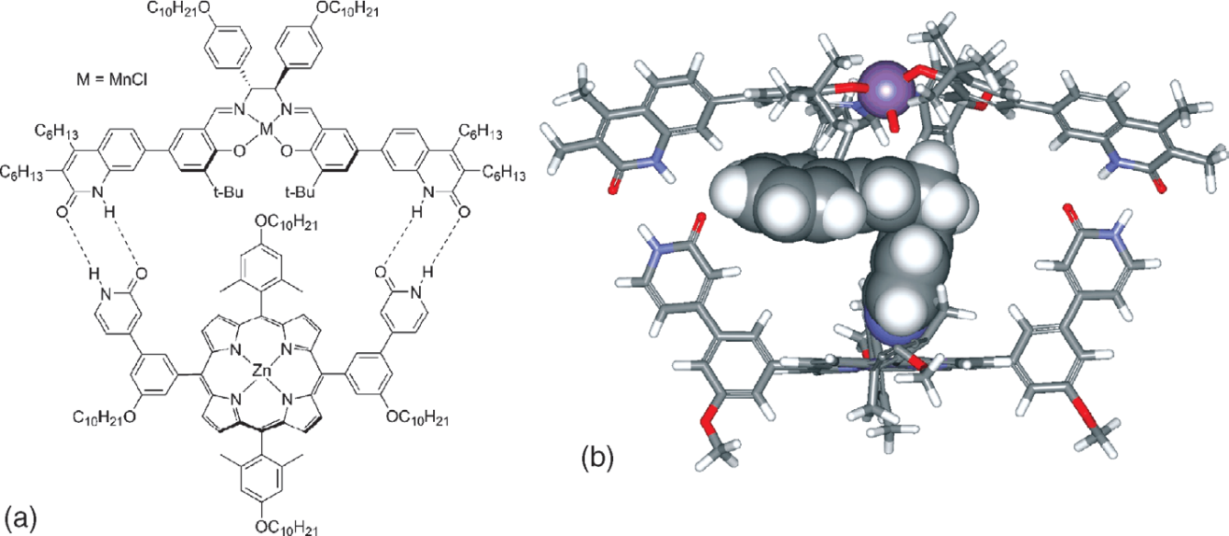 OC₁₀H₂₁
C₁₀H₂₁O
M = MnCl
N N
M
C₆H₁₃
C₆H₁₃
O O
C₆H₁₃
C₆H₁₃
t-Bu t-Bu
N
H
O
H
N
O
OC₁₀H₂₁
H
N
O
O
H
N
N N
Zn
N N
C₁₀H₂₁O
OC₁₀H₂₁
OC₁₀H₂₁
(a)
(b)